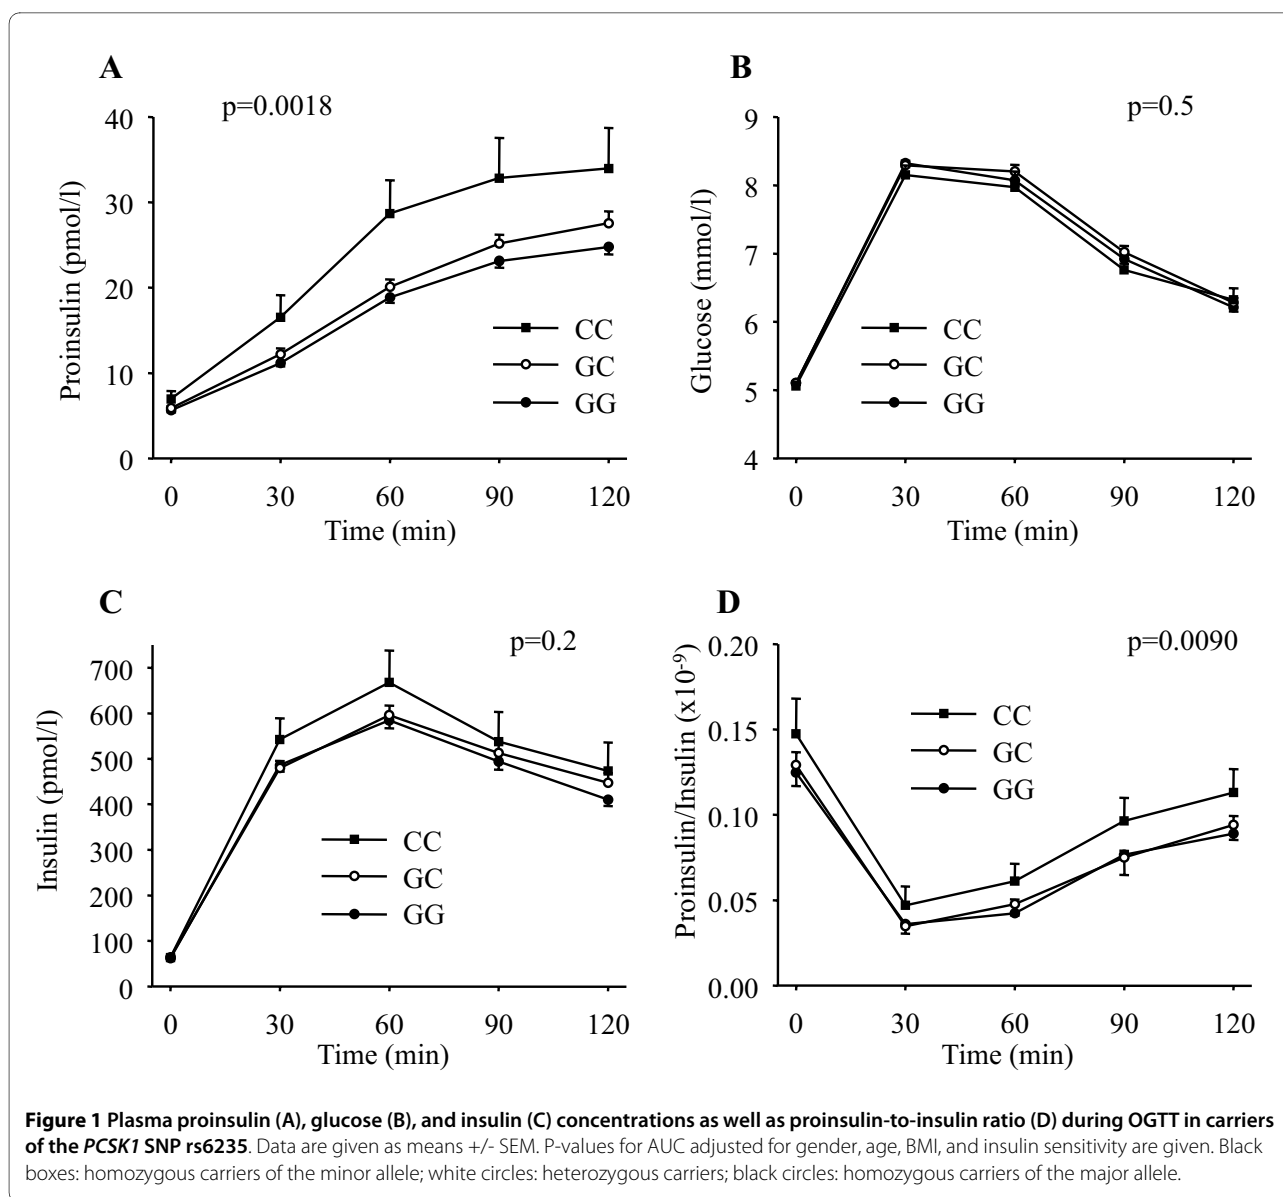 A
p=0.0018
40
30
20
10
0
Proinsulin (pmol/l)
CC
GC
GG
0 30 60 90 120
Time (min)
B
p=0.5
9
8
7
6
5
4
Glucose (mmol/l)
CC
GC
GG
0 30 60 90 120
Time (min)
C
p=0.2
700
600
500
400
300
200
100
0
Insulin (pmol/l)
CC
GC
GG
0 30 60 90 120
Time (min)
D
p=0.0090
0.20
0.15
0.10
0.05
0.00
Proinsulin/Insulin (x10⁻⁹)
CC
GC
GG
0 30 60 90 120
Time (min)
Figure 1 Plasma proinsulin (A), glucose (B), and insulin (C) concentrations as well as proinsulin-to-insulin ratio (D) during OGTT in carriers
of the PCSK1 SNP rs6235. Data are given as means +/- SEM. P-values for AUC adjusted for gender, age, BMI, and insulin sensitivity are given. Black
boxes: homozygous carriers of the minor allele; white circles: heterozygous carriers; black circles: homozygous carriers of the major allele.